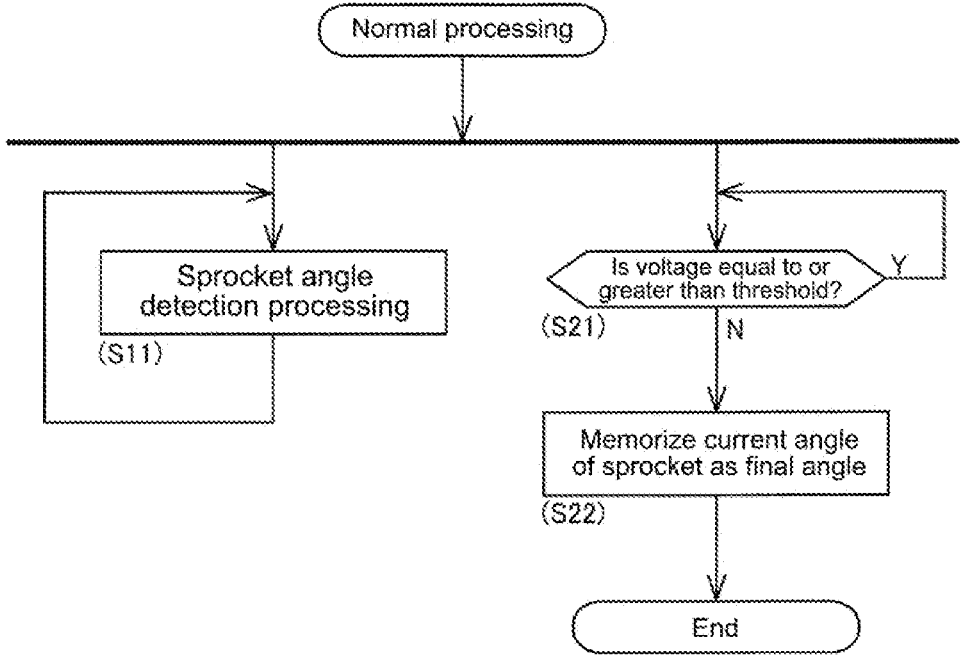 Normal processing
Sprocket angle
detection processing
(S11)
Is voltage equal to or
greater than threshold?
Y
(S21)
N
Memorize current angle
of sprocket as final angle
(S22)
End